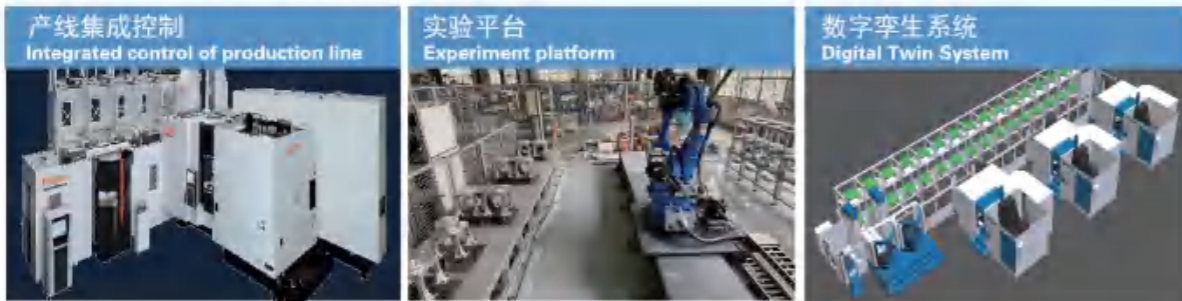 产线集成控制
Integrated control of production line
实验平台
Experiment platform
数字孪生系统
Digital Twin System